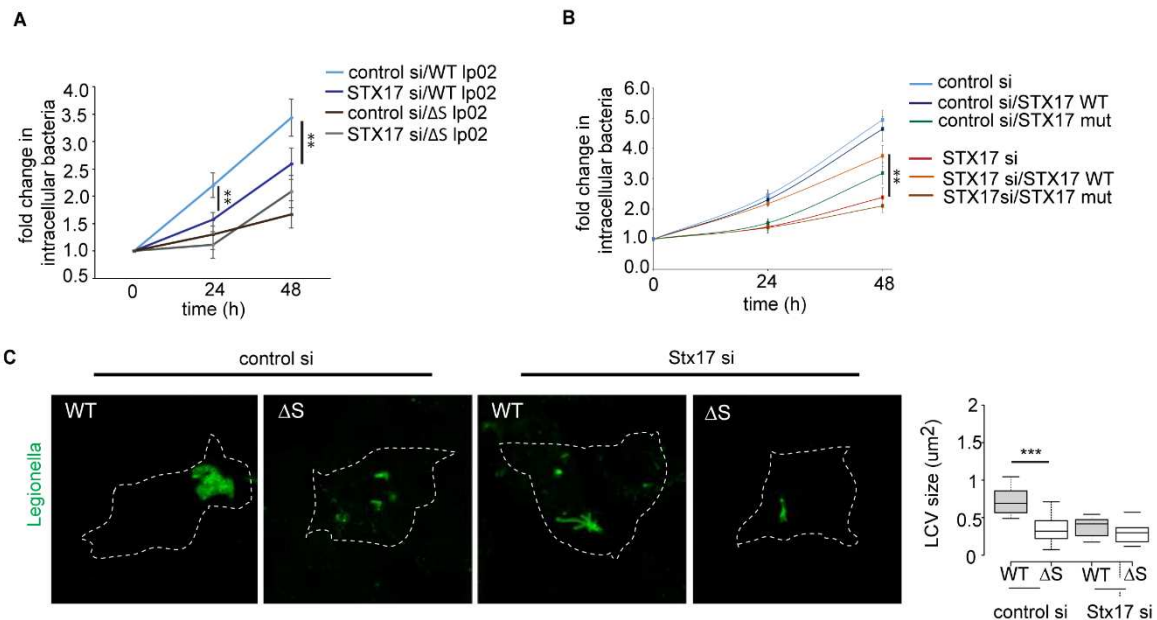 A
fold change in
intracellular bacteria
4.0
3.5
3.0
2.5
2.0
1.5
1.0
0.5
0
24
48
time (h)
**
**
control si/WT lp02
STX17 si/WT lp02
control si/ΔS lp02
STX17 si/ΔS lp02
B
fold change in
intracellular bacteria
6.0
5.0
4.0
3.0
2.0
1.0
0.0
0
24
48
time (h)
**
control si
control si/STX17 WT
control si/STX17 mut
STX17 si
STX17 si/STX17 WT
STX17si/STX17 mut
C
control si
Stx17 si
Legionella
WT
ΔS
WT
ΔS
LCV size (um²)
2
1.5
1
0.5
0
***
WT ΔS WT ΔS
control si Stx17 si